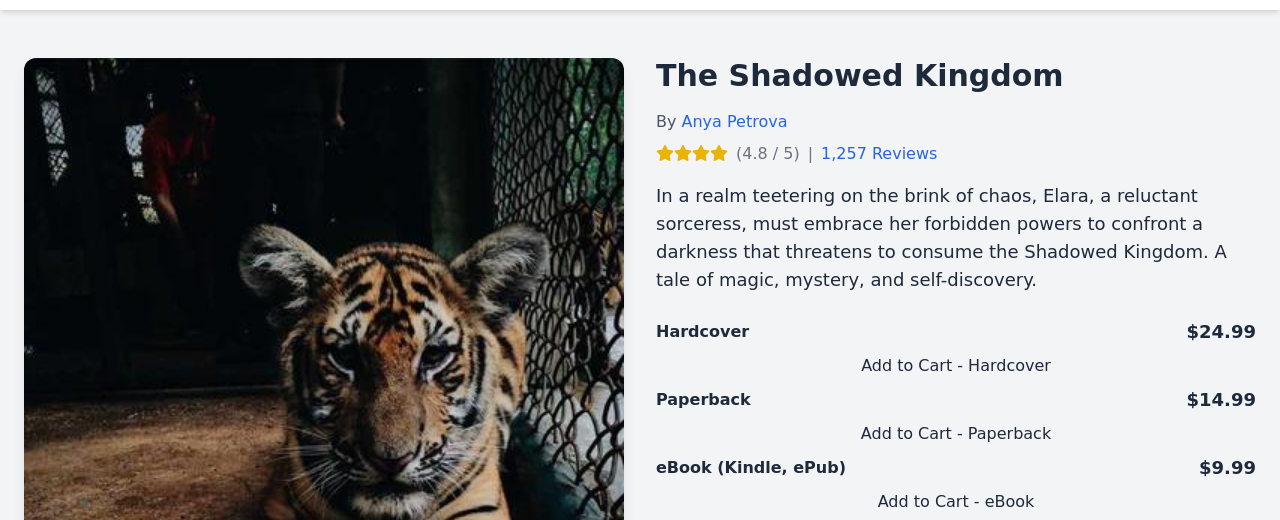 The Shadowed Kingdom
By Anya Petrova
(4.8 / 5) | 1,257 Reviews
In a realm teetering on the brink of chaos, Elara, a reluctant
sorceress, must embrace her forbidden powers to confront a
darkness that threatens to consume the Shadowed Kingdom. A
tale of magic, mystery, and self-discovery.
Hardcover $24.99
Add to Cart - Hardcover
Paperback $14.99
Add to Cart - Paperback
eBook (Kindle, ePub) $9.99
Add to Cart - eBook